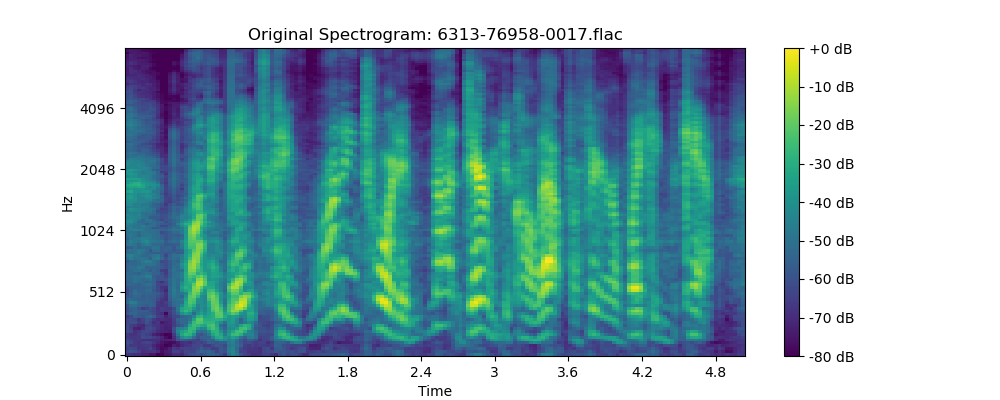 Original Spectrogram: 6313-76958-0017.flac
Hz
4096
2048
1024
512
0
0 0.6 1.2 1.8 2.4 3 3.6 4.2 4.8
Time
+0 dB
-10 dB
-20 dB
-30 dB
-40 dB
-50 dB
-60 dB
-70 dB
-80 dB